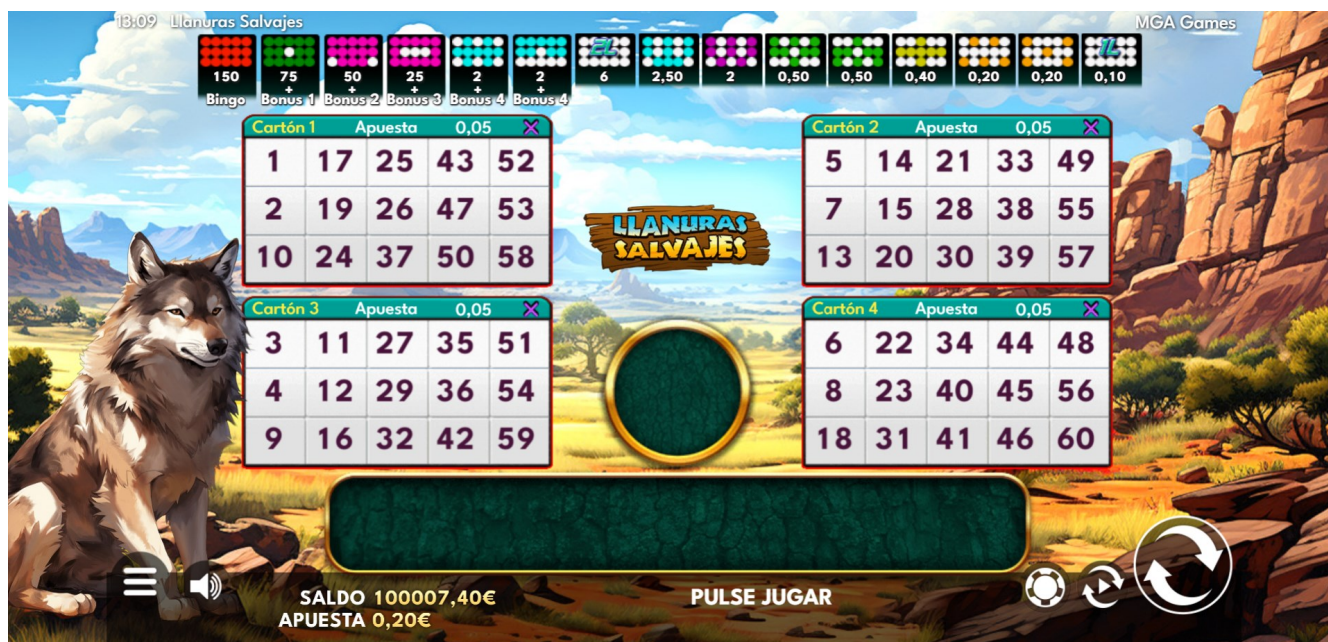 13:09 Llanuras Salvajes MGA Games
150 75 50 25 2 2 2L 6 2,50 2 0,50 0,50 0,40 0,20 0,20 1L 0,10
+ + + + +
Bingo Bonus 1 Bonus 2 Bonus 3 Bonus 4 Bonus 4
Cartón 1 Apuesta 0,05 X
1 17 25 43 52
2 19 26 47 53
10 24 37 50 58
Cartón 2 Apuesta 0,05 X
5 14 21 33 49
7 15 28 38 55
13 20 30 39 57
LLANURAS
SALVAJES
Cartón 3 Apuesta 0,05 X
3 11 27 35 51
4 12 29 36 54
9 16 32 42 59
Cartón 4 Apuesta 0,05 X
6 22 34 44 48
8 23 40 45 56
18 31 41 46 60
SALDO 100007,40€
APUESTA 0,20€
PULSE JUGAR